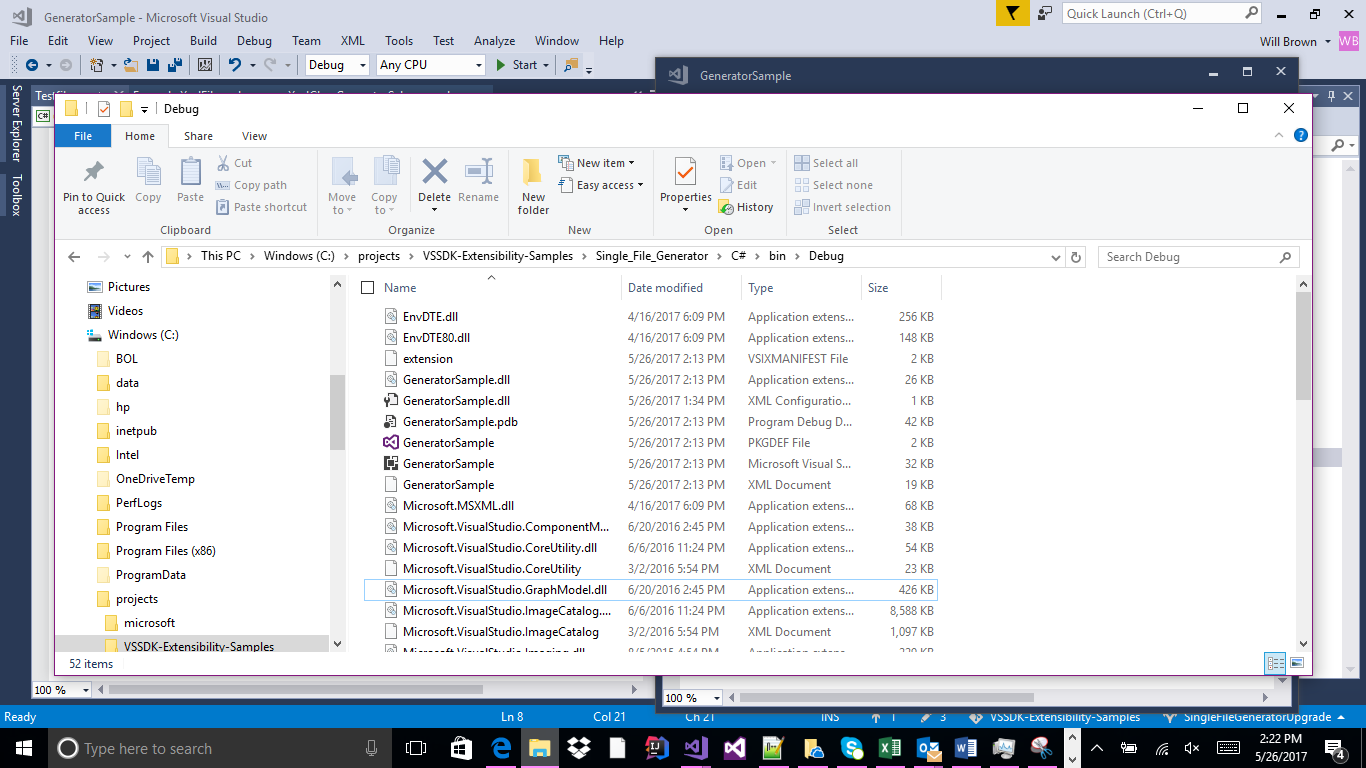 GeneratorSample - Microsoft Visual Studio
Quick Launch (Ctrl+Q)
File Edit View Project Build Debug Team XML Tools Test Analyze Window Help
Will Brown WB
Debug Any CPU Start
GeneratorSample
Server Explorer
Toolbox
C#
Debug
File Home Share View
Pin to Quick access
Copy
Paste
Cut
Copy path
Paste shortcut
Clipboard
Move to
Copy to
Delete
Rename
Organize
New folder
New item
Easy access
New
Properties
Open
Edit
History
Open
Select all
Select none
Invert selection
Select
This PC Windows (C:) projects VSSDK-Extensibility-Samples Single_File_Generator C# bin Debug
Search Debug
Pictures
Videos
Windows (C:)
BOL
data
hp
inetpub
Intel
OneDriveTemp
PerfLogs
Program Files
Program Files (x86)
ProgramData
projects
microsoft
VSSDK-Extensibility-Samples
Name Date modified Type Size
EnvDTE.dll 4/16/2017 6:09 PM Application extens... 256 KB
EnvDTE80.dll 4/16/2017 6:09 PM Application extens... 148 KB
extension 5/26/2017 2:13 PM VSIXMANIFEST File 2 KB
GeneratorSample.dll 5/26/2017 2:13 PM Application extens... 26 KB
GeneratorSample.dll 5/26/2017 1:34 PM XML Configuratio... 1 KB
GeneratorSample.pdb 5/26/2017 2:13 PM Program Debug D... 42 KB
GeneratorSample 5/26/2017 2:13 PM PKGDEF File 2 KB
GeneratorSample 5/26/2017 2:13 PM Microsoft Visual S... 32 KB
GeneratorSample 5/26/2017 2:13 PM XML Document 19 KB
Microsoft.MSXML.dll 4/16/2017 6:09 PM Application extens... 68 KB
Microsoft.VisualStudio.ComponentM... 6/20/2016 2:45 PM Application extens... 38 KB
Microsoft.VisualStudio.CoreUtility.dll 6/6/2016 11:24 PM Application extens... 54 KB
Microsoft.VisualStudio.CoreUtility 3/2/2016 5:54 PM XML Document 23 KB
Microsoft.VisualStudio.GraphModel.dll 6/20/2016 2:45 PM Application extens... 426 KB
Microsoft.VisualStudio.ImageCatalog.... 6/6/2016 11:24 PM Application extens... 8,588 KB
Microsoft.VisualStudio.ImageCatalog 3/2/2016 5:54 PM XML Document 1,097 KB
52 items
100 %
100 %
Ready Ln 8 Col 21 Ch 21 INS 1 3 VSSDK-Extensibility-Samples SingleFileGeneratorUpgrade
Type here to search
2:22 PM
5/26/2017
4